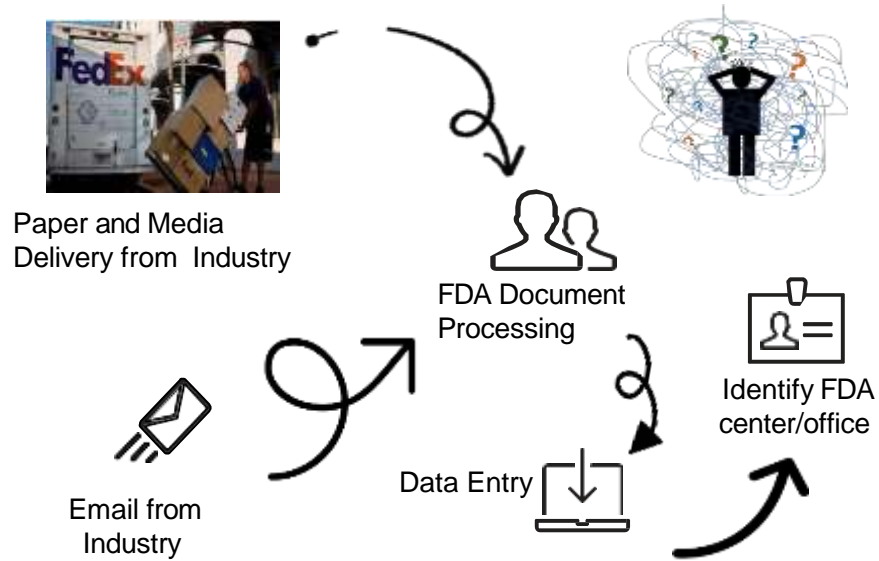 FedEx
Paper and Media
Delivery from Industry
FDA Document
Processing
Identify FDA
center/office
Data Entry
Email from
Industry
? ? ? ? ? ? ? ?